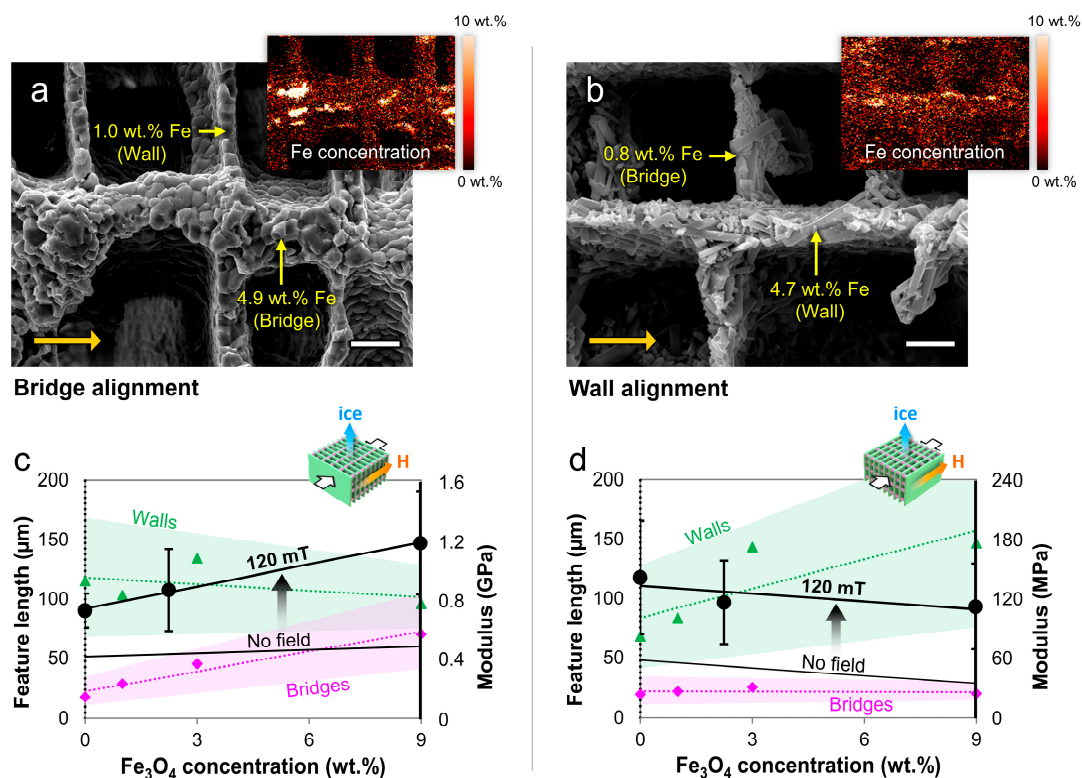 10 wt.%
a
1.0 wt.% Fe
(Wall)
Fe concentration
0 wt.%
4.9 wt.% Fe
(Bridge)
Bridge alignment
10 wt.%
b
0.8 wt.% Fe
(Bridge)
Fe concentration
0 wt.%
4.7 wt.% Fe
(Wall)
Wall alignment
c
ice
H
200
150
100
50
0
Feature length (µm)
Walls
120 mT
No field
Bridges
1.6
1.2
0.8
0.4
0
Modulus (GPa)
0
3
6
9
Fe₃O₄ concentration (wt.%)
d
ice
H
200
150
100
50
0
Feature length (µm)
Walls
120 mT
No field
Bridges
240
180
120
60
0
Modulus (MPa)
0
3
6
9
Fe₃O₄ concentration (wt.%)